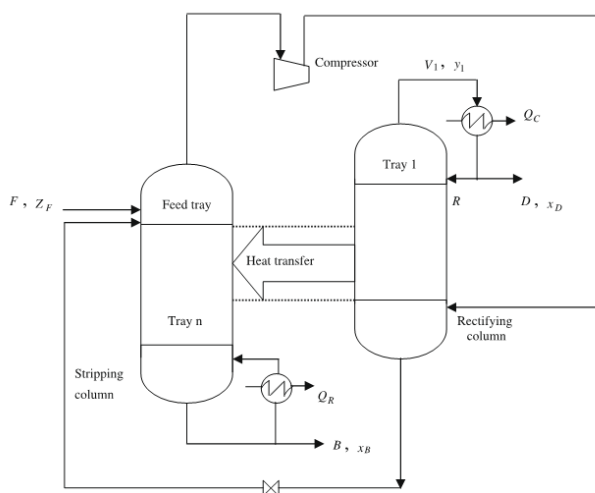 Compressor
V1, y1
QC
Tray 1
F, ZF
Feed tray
R
D, xD
Heat transfer
Tray n
Rectifying
column
Stripping
column
QR
B, xB